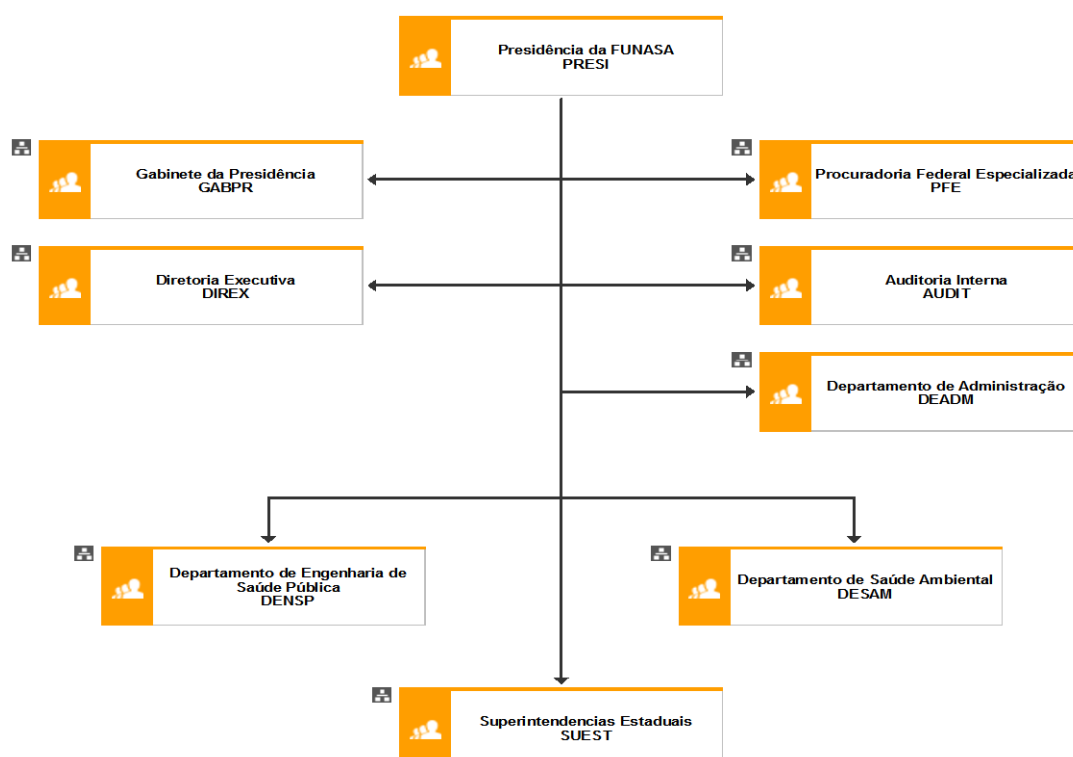 Presidência da FUNASA
PRESI
Gabinete da Presidência
GABPR
Procuradoria Federal Especializada
PFE
Diretoria Executiva
DIREX
Auditoria Interna
AUDIT
Departamento de Administração
DEADM
Departamento de Engenharia de
Saúde Pública
DENSP
Departamento de Saúde Ambiental
DESAM
Superintendencias Estaduais
SUEST